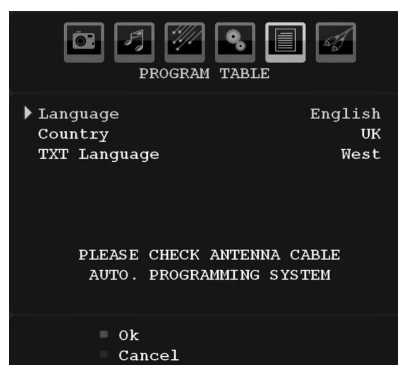 PROGRAM TABLE
Language English
Country UK
TXT Language West
PLEASE CHECK ANTENNA CABLE
AUTO. PROGRAMMING SYSTEM
Ok
Cancel